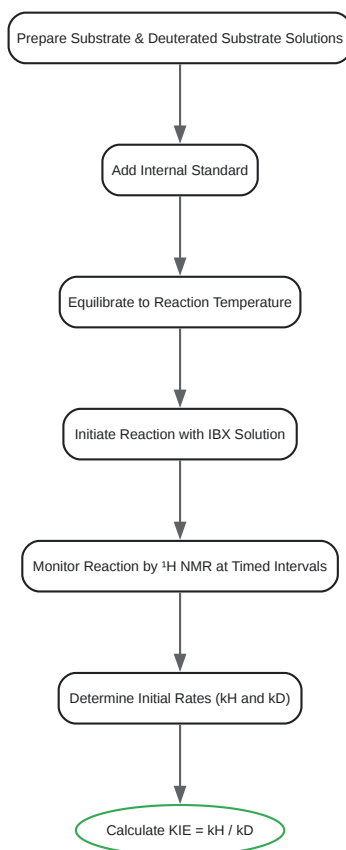 Prepare Substrate & Deuterated Substrate Solutions
Add Internal Standard
Equilibrate to Reaction Temperature
Initiate Reaction with IBX Solution
Monitor Reaction by ¹H NMR at Timed Intervals
Determine Initial Rates (kH and kD)
Calculate KIE = kH / kD